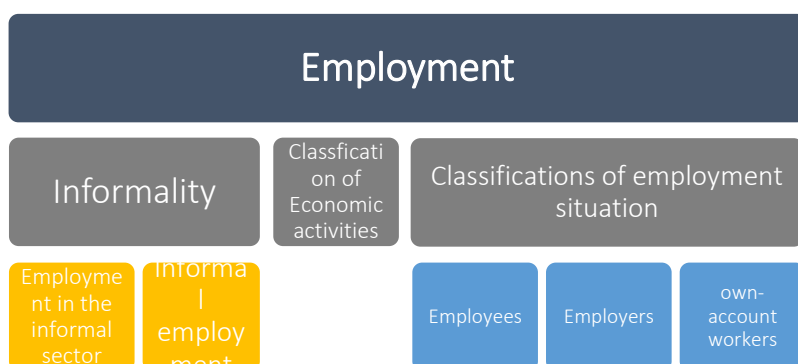 Employment
Informality
Classficati
on of
Economic
activities
Classifications of employment
situation
Employme
nt in the
informal
sector
Informa
l
employ
ment
Employees
Employers
own-
account
workers